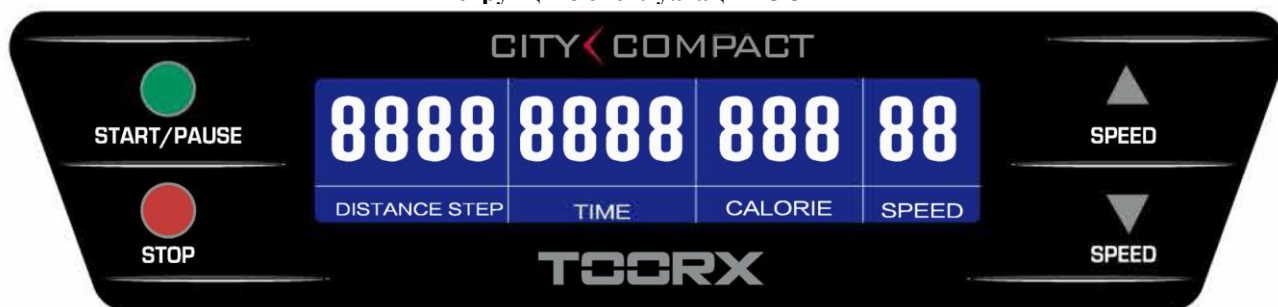 CITY COMPACT
START/PAUSE
STOP
8888 8888 888 88
DISTANCE STEP TIME CALORIE SPEED
SPEED
SPEED
TOORX